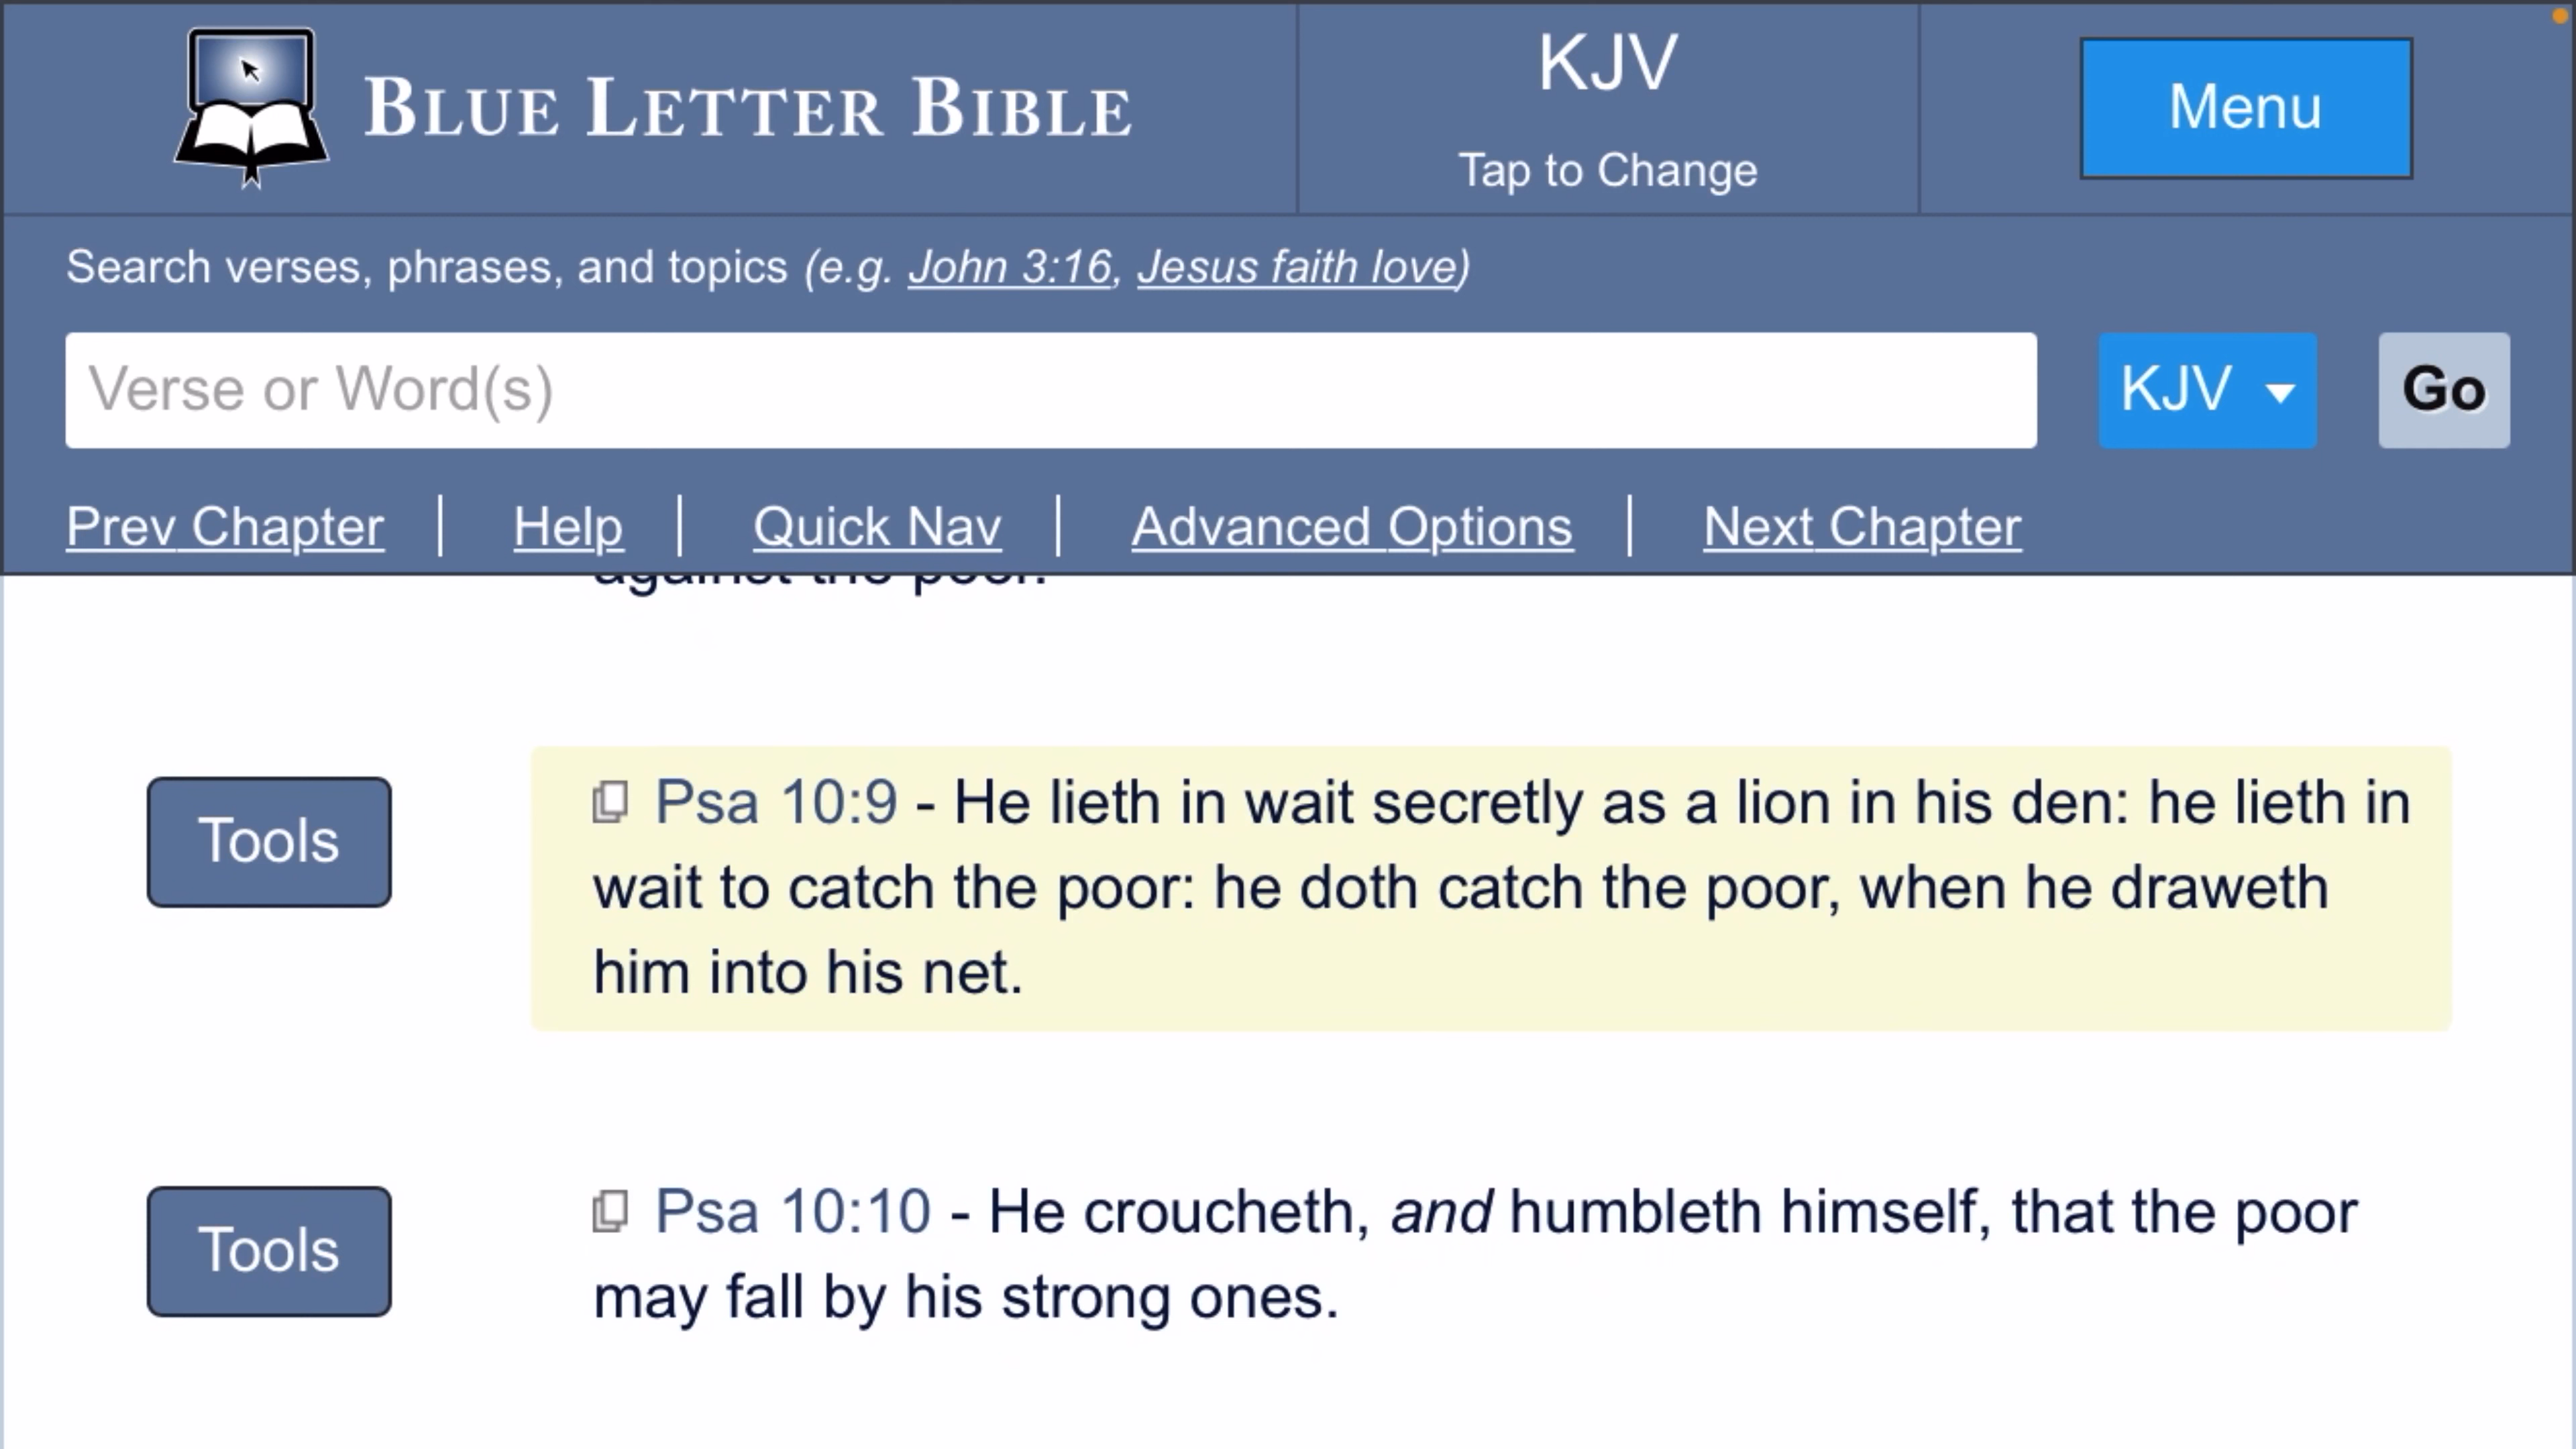 BLUE LETTER BIBLE
KJV
Tap to Change
Menu
Search verses, phrases, and topics (e.g. John 3:16, Jesus faith love)
Verse or Word(s)
KJV
Go
Prev Chapter | Help | Quick Nav | Advanced Options | Next Chapter
against the poor.
Tools
Psa 10:9 - He lieth in wait secretly as a lion in his den: he lieth in
wait to catch the poor: he doth catch the poor, when he draweth
him into his net.
Tools
Psa 10:10 - He croucheth, and humbleth himself, that the poor
may fall by his strong ones.